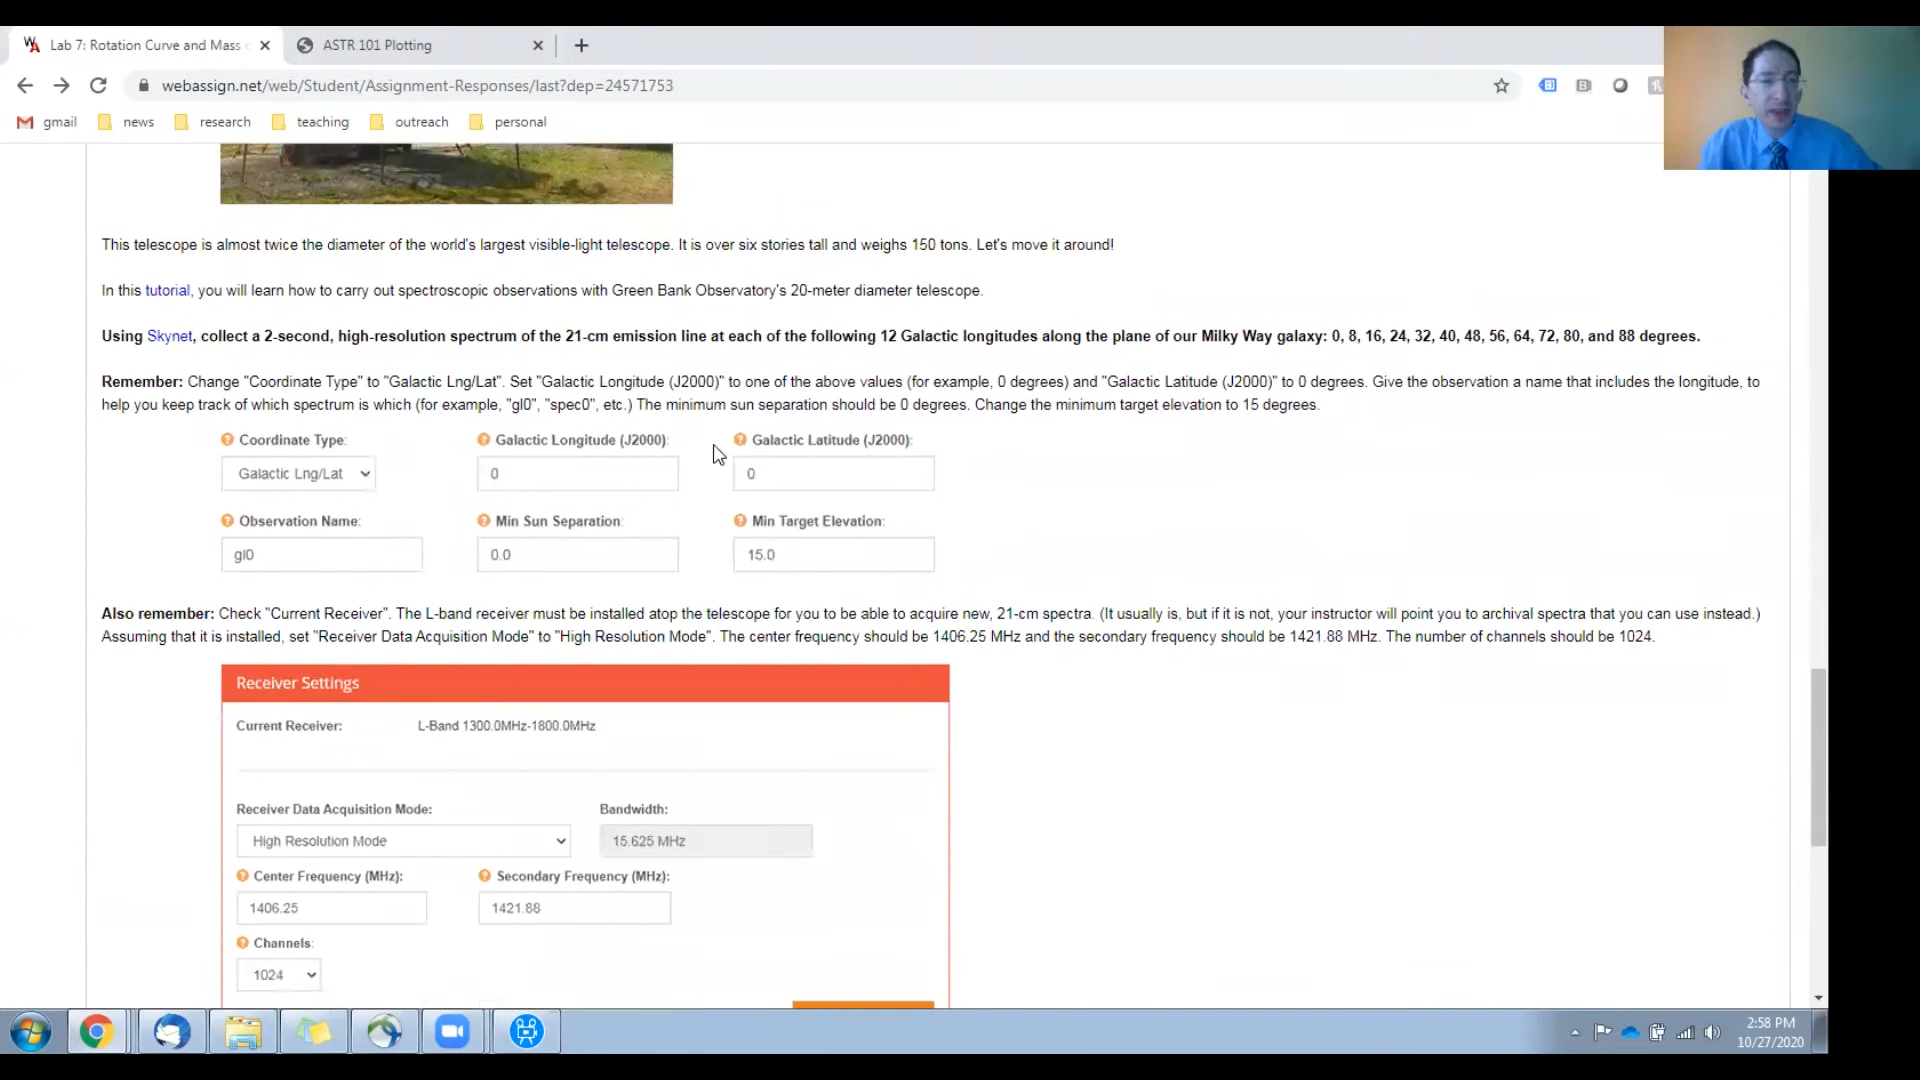 Lab 7: Rotation Curve and Mass
ASTR 101 Plotting
webassign.net/web/Student/Assignment-Responses/last?dep=24571753
gmail
news
research
teaching
outreach
personal
This telescope is almost twice the diameter of the world's largest visible-light telescope. It is over six stories tall and weighs 150 tons. Let's move it around!
In this tutorial, you will learn how to carry out spectroscopic observations with Green Bank Observatory's 20-meter diameter telescope.
Using Skynet, collect a 2-second, high-resolution spectrum of the 21-cm emission line at each of the following 12 Galactic longitudes along the plane of our Milky Way galaxy: 0, 8, 16, 24, 32, 40, 48, 56, 64, 72, 80, and 88 degrees.
Remember: Change "Coordinate Type" to "Galactic Lng/Lat". Set "Galactic Longitude (J2000)" to one of the above values (for example, 0 degrees) and "Galactic Latitude (J2000)" to 0 degrees. Give the observation a name that includes the longitude, to
help you keep track of which spectrum is which (for example, "gl0", "spec0", etc.) The minimum sun separation should be 0 degrees. Change the minimum target elevation to 15 degrees.
Coordinate Type:
Galactic Longitude (J2000):
Galactic Latitude (J2000):
Galactic Lng/Lat
0
0
Observation Name:
Min Sun Separation:
Min Target Elevation:
gl0
0.0
15.0
Also remember: Check "Current Receiver". The L-band receiver must be installed atop the telescope for you to be able to acquire new, 21-cm spectra. (It usually is, but if it is not, your instructor will point you to archival spectra that you can use instead.)
Assuming that it is installed, set "Receiver Data Acquisition Mode" to "High Resolution Mode". The center frequency should be 1406.25 MHz and the secondary frequency should be 1421.88 MHz. The number of channels should be 1024.
Receiver Settings
Current Receiver: L-Band 1300.0MHz-1800.0MHz
Receiver Data Acquisition Mode:
Bandwidth:
High Resolution Mode
15.625 MHz
Center Frequency (MHz):
Secondary Frequency (MHz):
1406.25
1421.88
Channels:
1024
2:58 PM
10/27/2020